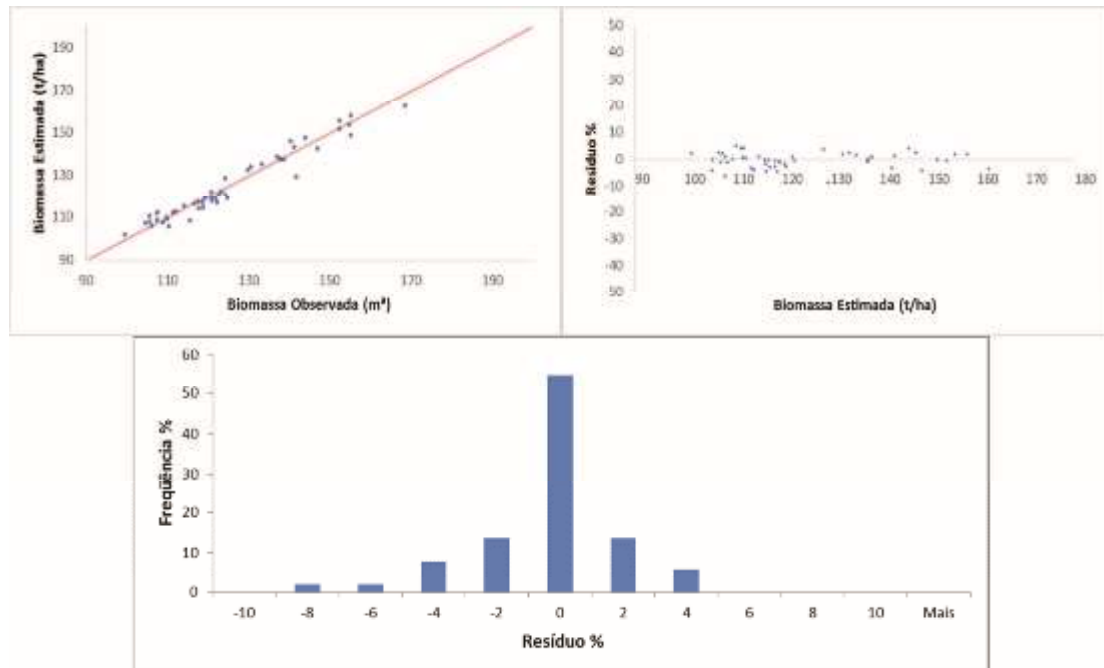 Biomassa Estimada (t/ha)
190
170
150
130
110
90
90 110 130 150 170 190
Biomassa Observada (m³)
Resíduo %
50
40
30
20
10
0
-10
-20
-30
-40
-50
90 100 110 120 130 140 150 160 170 180
Biomassa Estimada (t/ha)
Freqüência %
60
50
40
30
20
10
0
-10 -8 -6 -4 -2 0 2 4 6 8 10 Mais
Resíduo %